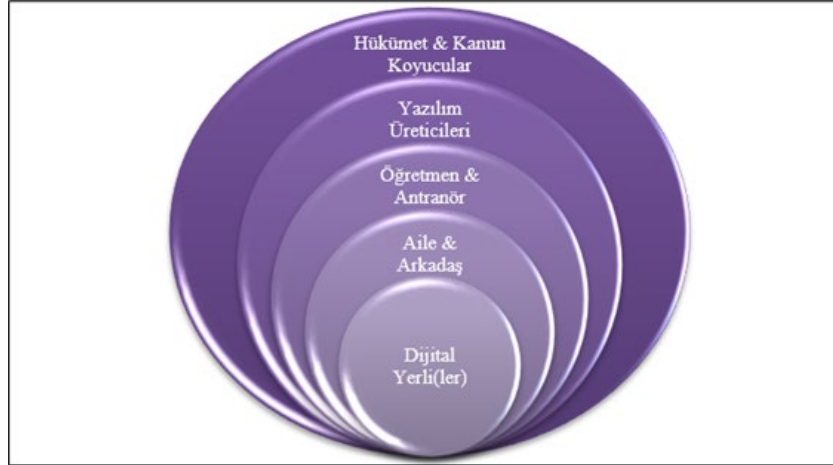 Hükümet & Kanun
Koyucular
Yazılım
Üreticileri
Öğretmen &
Antranör
Aile &
Arkadaş
Dijital
Yerli(ler)